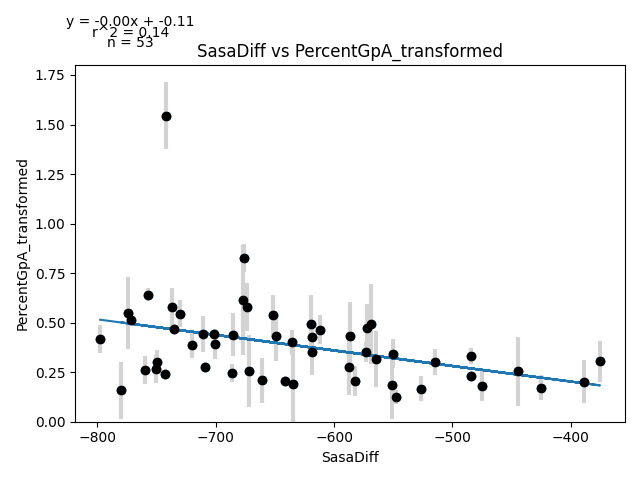 y = -0.00x + -0.11
r^2 = 0.14
n = 53
SasaDiff vs PercentGpA_transformed
1.75
1.50
1.25
1.00
0.75
0.50
0.25
0.00
PercentGpA_transformed
−800 −700 −600 −500 −400
SasaDiff